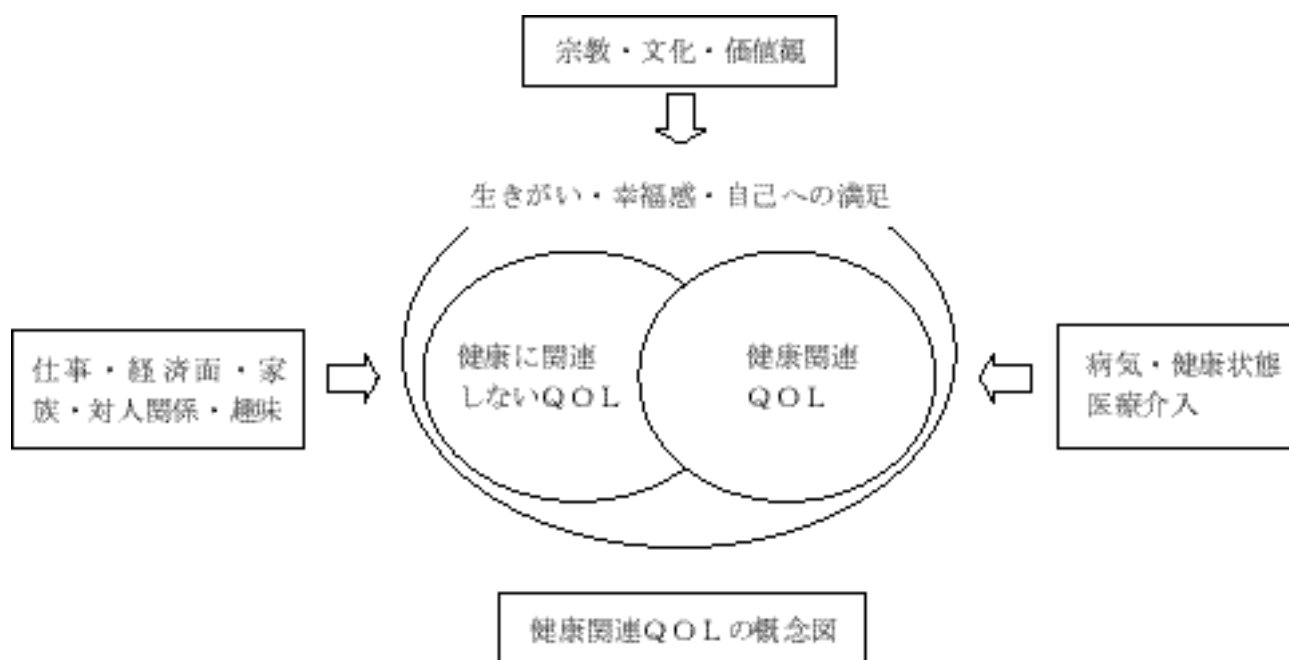 宗教・文化・価値観
生きがい・幸福感・自己への満足
仕事・経済面・家
族・対人関係・趣味
健康に関連
しないＱＯＬ
健康関連
ＱＯＬ
病気・健康状態
医療介入
健康関連ＱＯＬの概念図